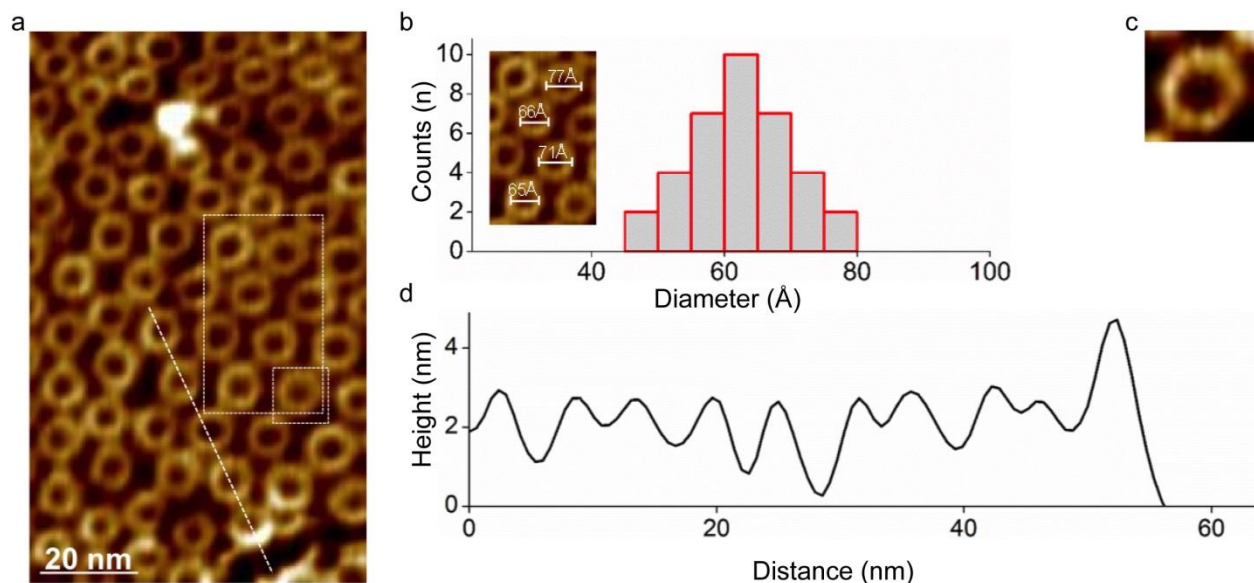 a
20 nm
b
Counts (n)
10
8
6
4
2
0
77Å
66Å
71Å
65Å
40
60
80
100
Diameter (Å)
c
d
Height (nm)
4
2
0
0
20
40
60
Distance (nm)